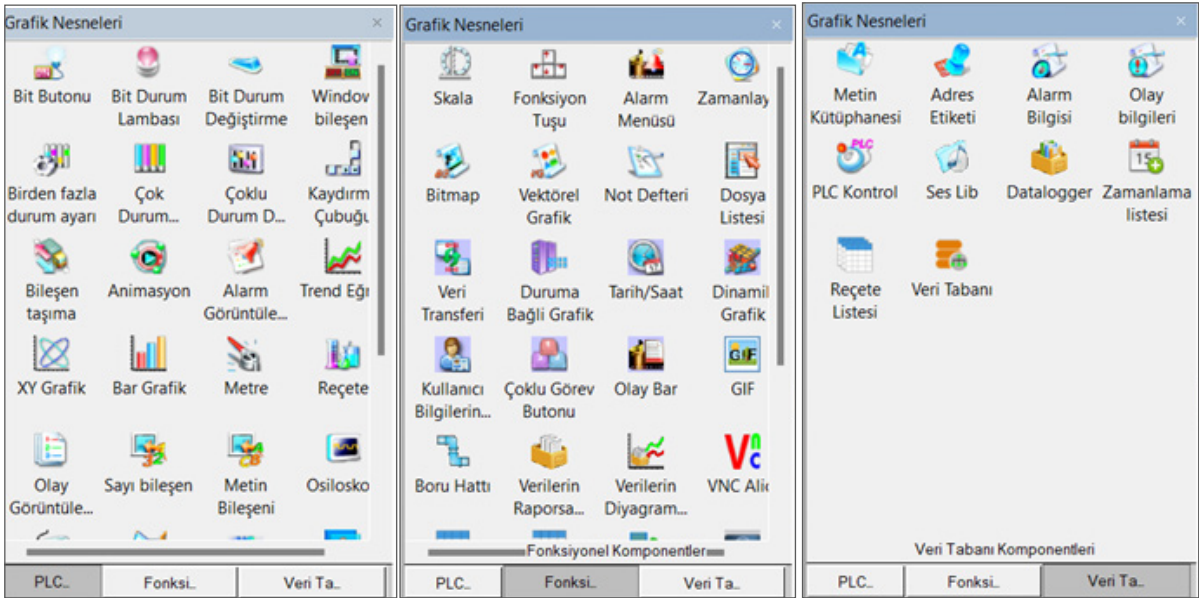 Grafik Nesneleri
Bit Butonu Bit Durum Bit Durum Window
Lambası Değiştirme bileşen
Birden fazla Çok Çoklu Kaydırm
durum ayarı Durum... Durum D... Çubuğu
Bileşen Animasyon Alarm Trend Eğr
taşıma Görüntüle...
XY Grafik Bar Grafik Metre Reçete
Olay Sayı bileşen Metin Osilosko
Görüntüle... Bileşeni
PLC... Fonksi... Veri Ta...
Grafik Nesneleri
Skala Fonksiyon Alarm Zamanlay
Tuşu Menüsü
Bitmap Vektörel Not Defteri Dosya
Grafik Listesi
Veri Duruma Tarih/Saat Dinamil
Transferi Bağli Grafik Grafik
Kullanıcı Çoklu Görev Olay Bar GIF
Bilgilerin... Butonu
Boru Hattı Verilerin Verilerin VNC Alıc
Raporsa... Diyagram...
Fonksiyonel Komponentler
PLC... Fonksi... Veri Ta...
Grafik Nesneleri
Metin Adres Alarm Olay
Kütüphanesi Etiketi Bilgisi bilgileri
PLC Kontrol Ses Lib Datalogger Zamanlama
listesi
Reçete Veri Tabanı
Listesi
Veri Tabanı Komponentleri
PLC... Fonksi... Veri Ta...